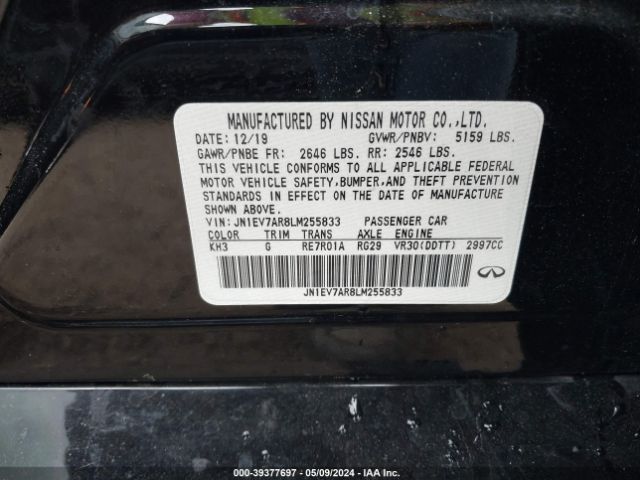 MANUFACTURED BY NISSAN MOTOR CO.,LTD.
DATE: 12/19 GVWR/PNBV: 5159 LBS.
GAWR/PNBE FR: 2646 LBS. RR: 2546 LBS.
THIS VEHICLE CONFORMS TO ALL APPLICABLE FEDERAL
MOTOR VEHICLE SAFETY,BUMPER,AND THEFT PREVENTION
STANDARDS IN EFFECT ON THE DATE OF MANUFACTURE
SHOWN ABOVE.
VIN: JN1EV7AR8LM255833 PASSENGER CAR
COLOR TRIM TRANS AXLE ENGINE
KH3 G RE7R01A RG29 VR30(DDTT) 2997CC
JN1EV7AR8LM255833
000-39377697 - 05/09/2024 - IAA Inc.